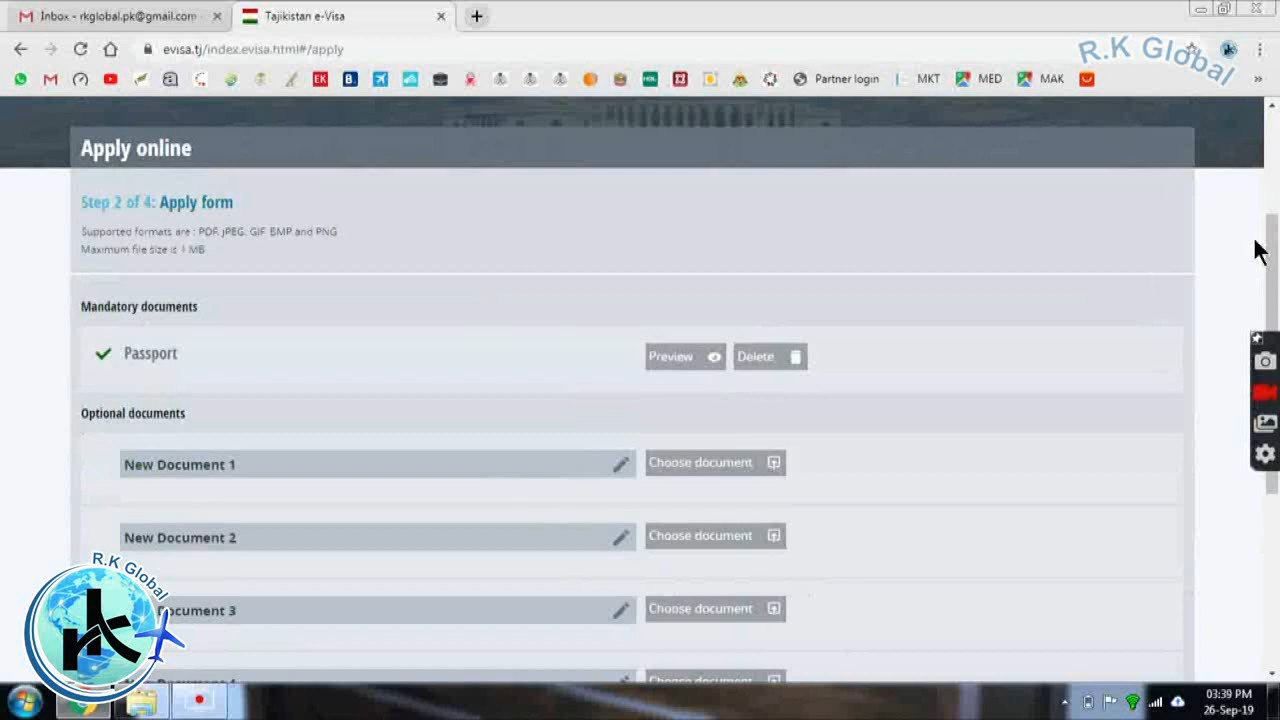 Inbox - rkglobal.pk@gmail.com
Tajikistan e-Visa
evisa.tj/index.evisa.html#/apply
R.K Global
EK
B.
HBL
Partner login
MKT
MED
MAK
Apply online
Step 2 of 4: Apply form
Supported formats are : PDF, JPEG, GIF, BMP and PNG
Maximum file size is 1 MB
Mandatory documents
Passport
Preview
Delete
Optional documents
New Document 1
Choose document
New Document 2
Choose document
Document 3
Choose document
Choose document
R.K Global
rk
03:39 PM
26-Sep-19